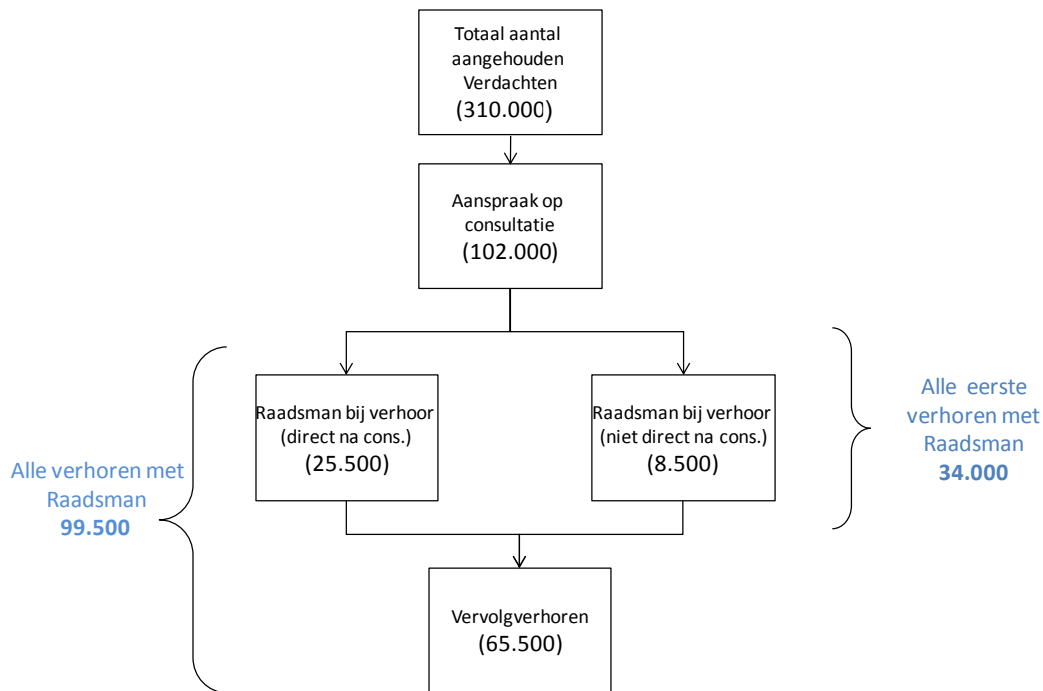 Totaal aantal
aangehouden
Verdachten
(310.000)
Aanspraak op
consultatie
(102.000)
Raadsman bij verhoor
(direct na cons.)
(25.500)
Raadsman bij verhoor
(niet direct na cons.)
(8.500)
Alle eerste
verhoren met
Raadsman
34.000
Alle verhoren met
Raadsman
99.500
Vervolgverhoren
(65.500)